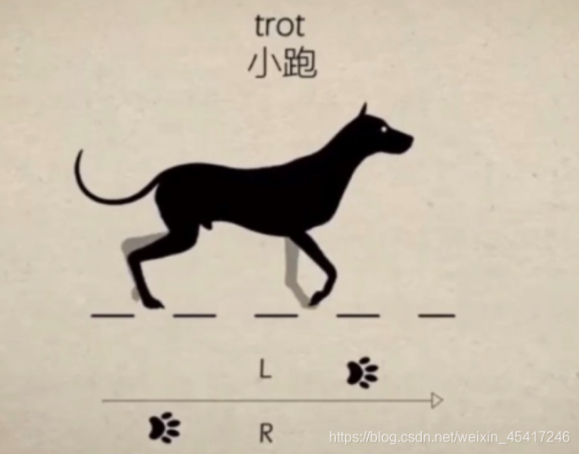 trot
小跑
L
R
https://blog.csdn.net/weixin_45417246